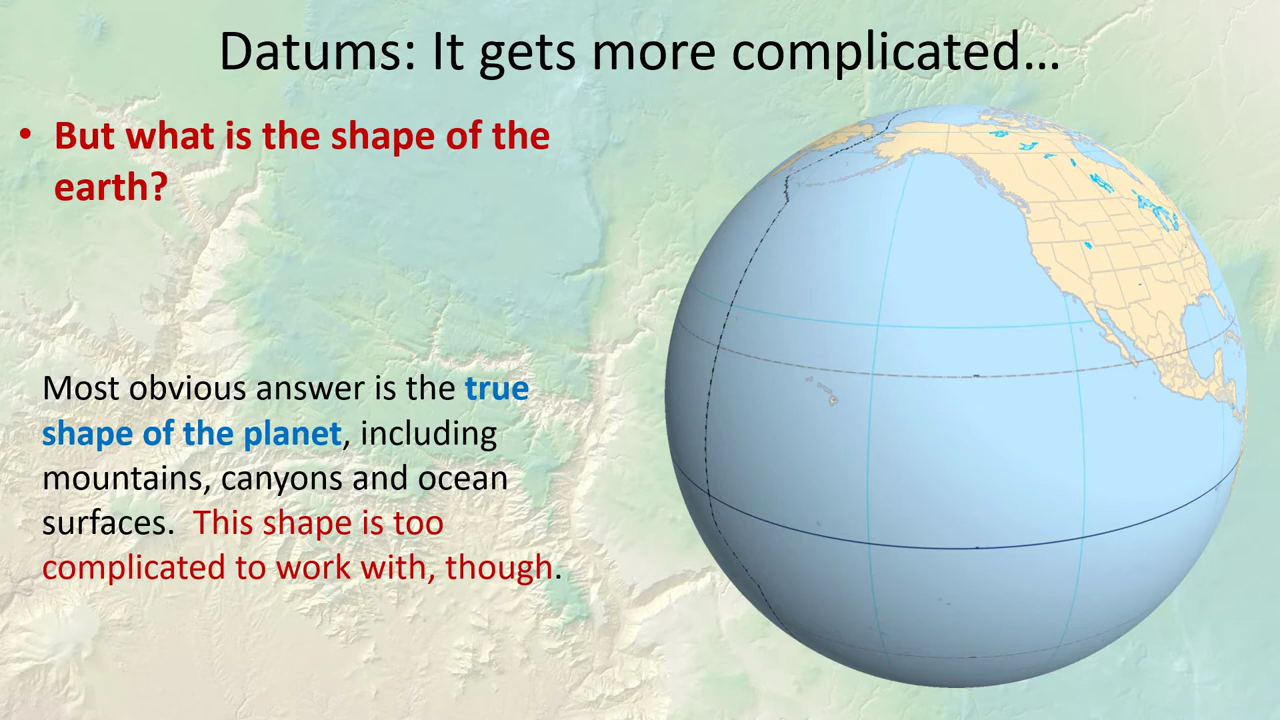 Datums: It gets more complicated…
• But what is the shape of the
earth?
Most obvious answer is the true
shape of the planet, including
mountains, canyons and ocean
surfaces.  This shape is too
complicated to work with, though.